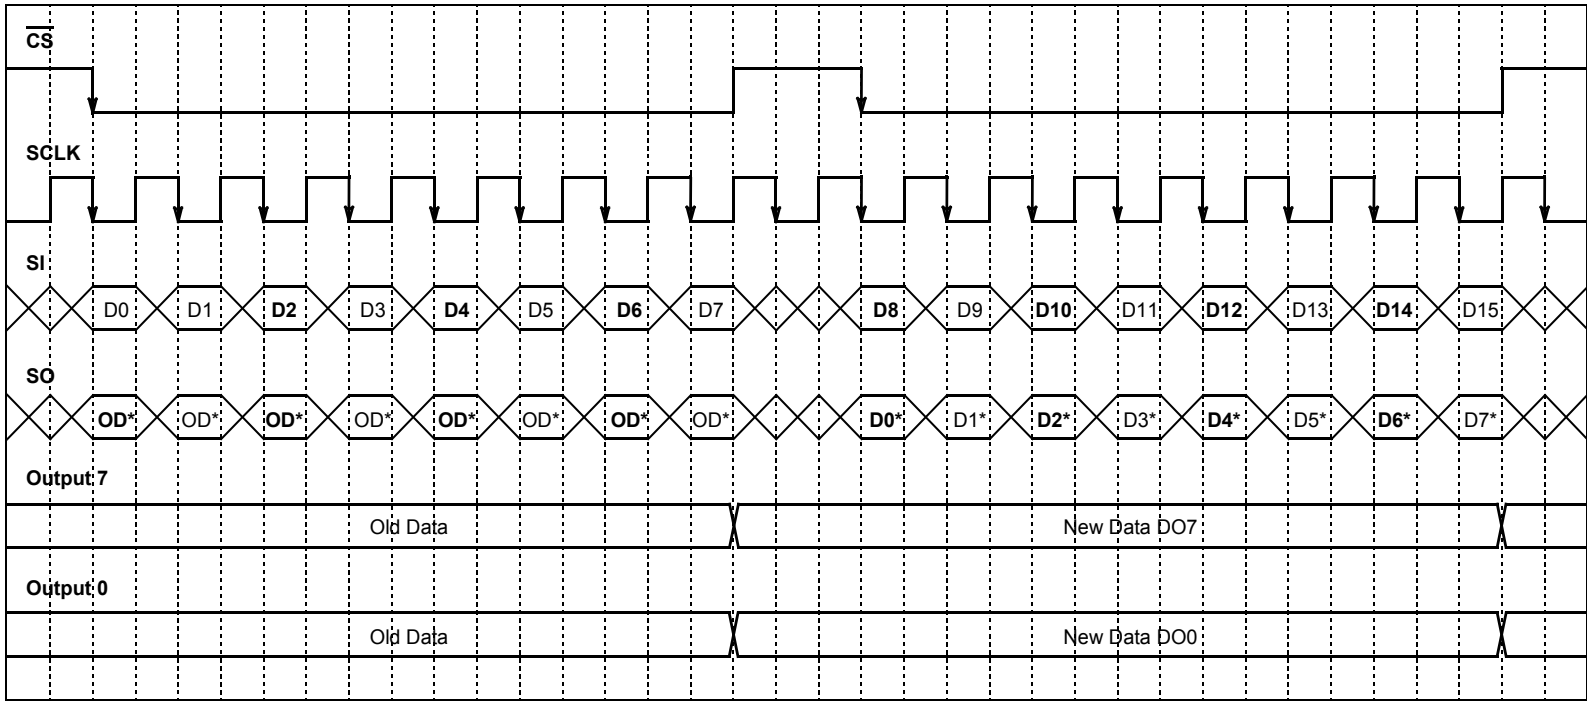 CS
SCLK
SI
D0 D1 D2 D3 D4 D5 D6 D7 D8 D9 D10 D11 D12 D13 D14 D15
SO
OD* OD* OD* OD* OD* OD* OD* OD* D0* D1* D2* D3* D4* D5* D6* D7*
Output 7
Old Data New Data DO7
Output 0
Old Data New Data DO0